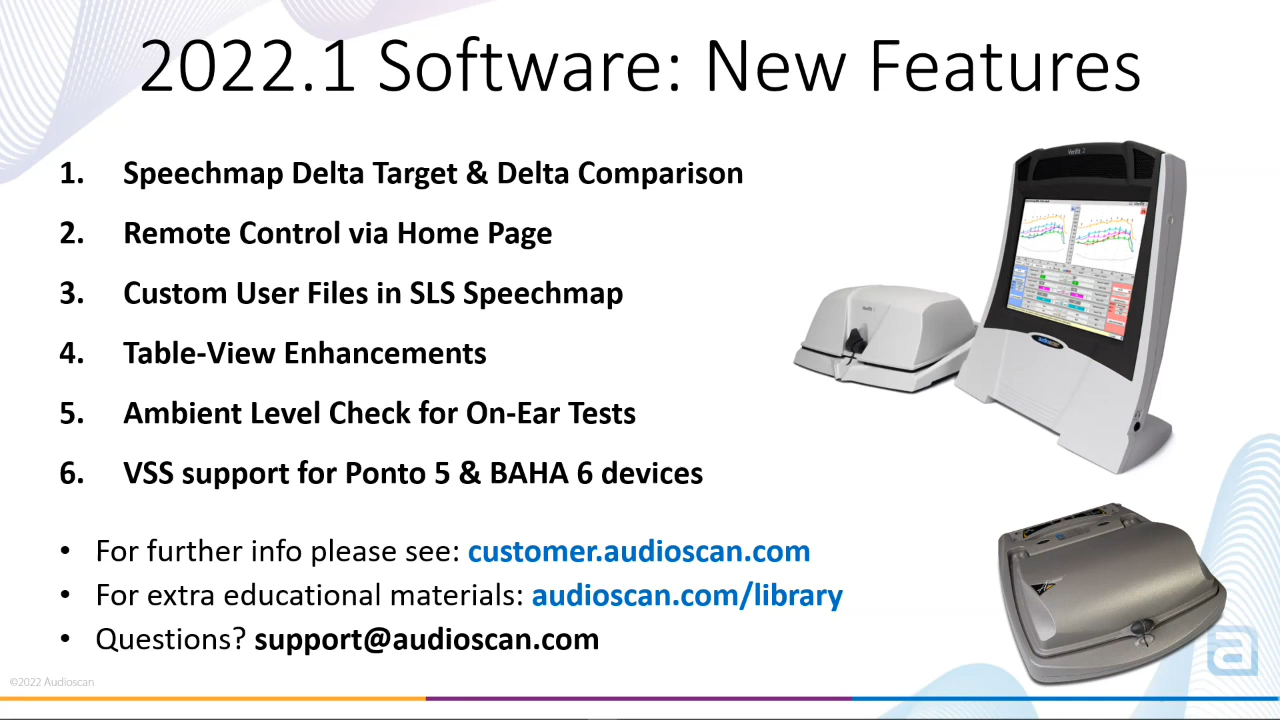 2022.1 Software: New Features
1. Speechmap Delta Target & Delta Comparison
2. Remote Control via Home Page
3. Custom User Files in SLS Speechmap
4. Table-View Enhancements
5. Ambient Level Check for On-Ear Tests
6. VSS support for Ponto 5 & BAHA 6 devices
• For further info please see: customer.audioscan.com
• For extra educational materials: audioscan.com/library
• Questions? support@audioscan.com
©2022 Audioscan
Verifit 2
audioscan
a